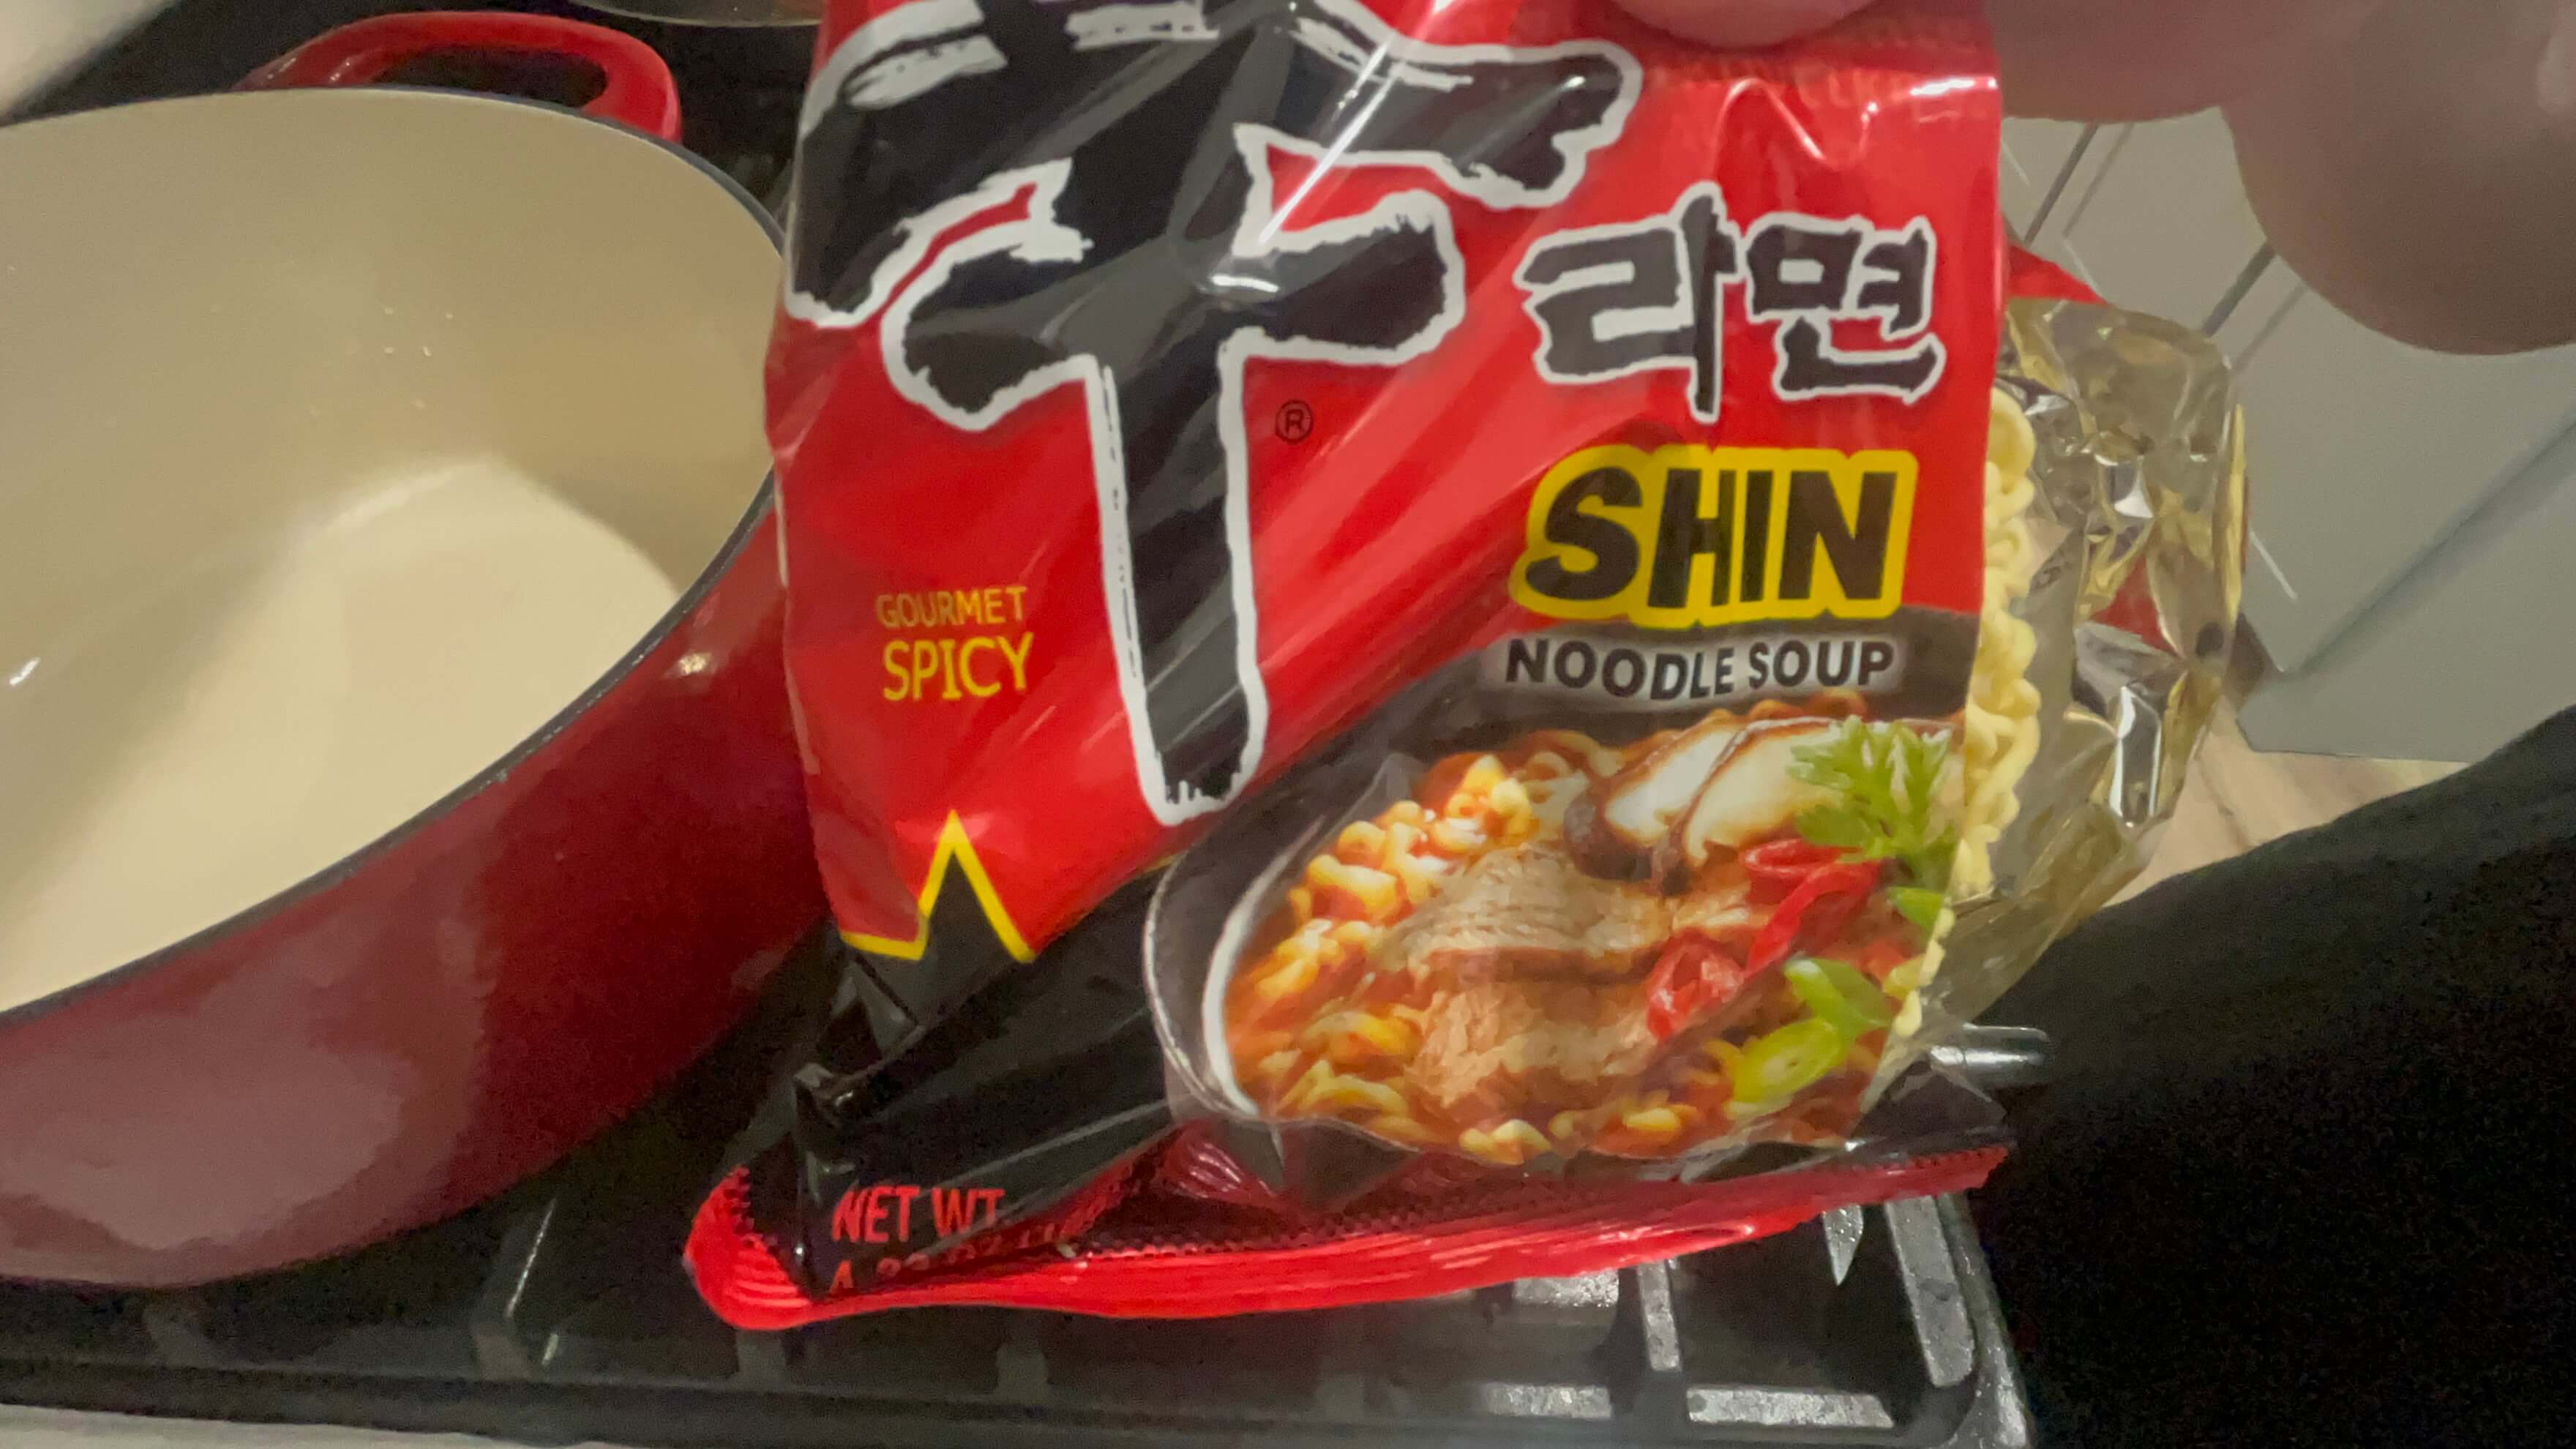 辛
라면
®
SHIN
NOODLE SOUP
GOURMET
SPICY
NET WT.